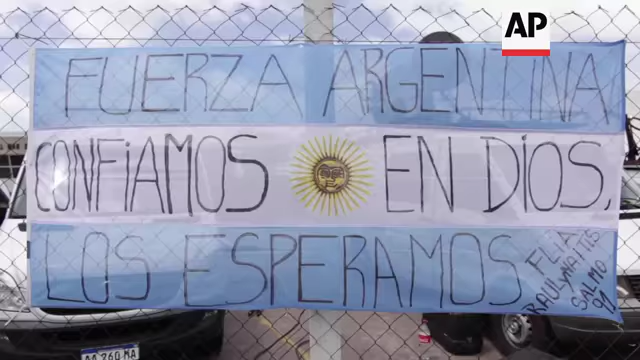 AP
FUERZA ARGENTINA
CONFiAMOS EN DiOS,
LOS ESPERAMOS
FLIA
SALMO
91